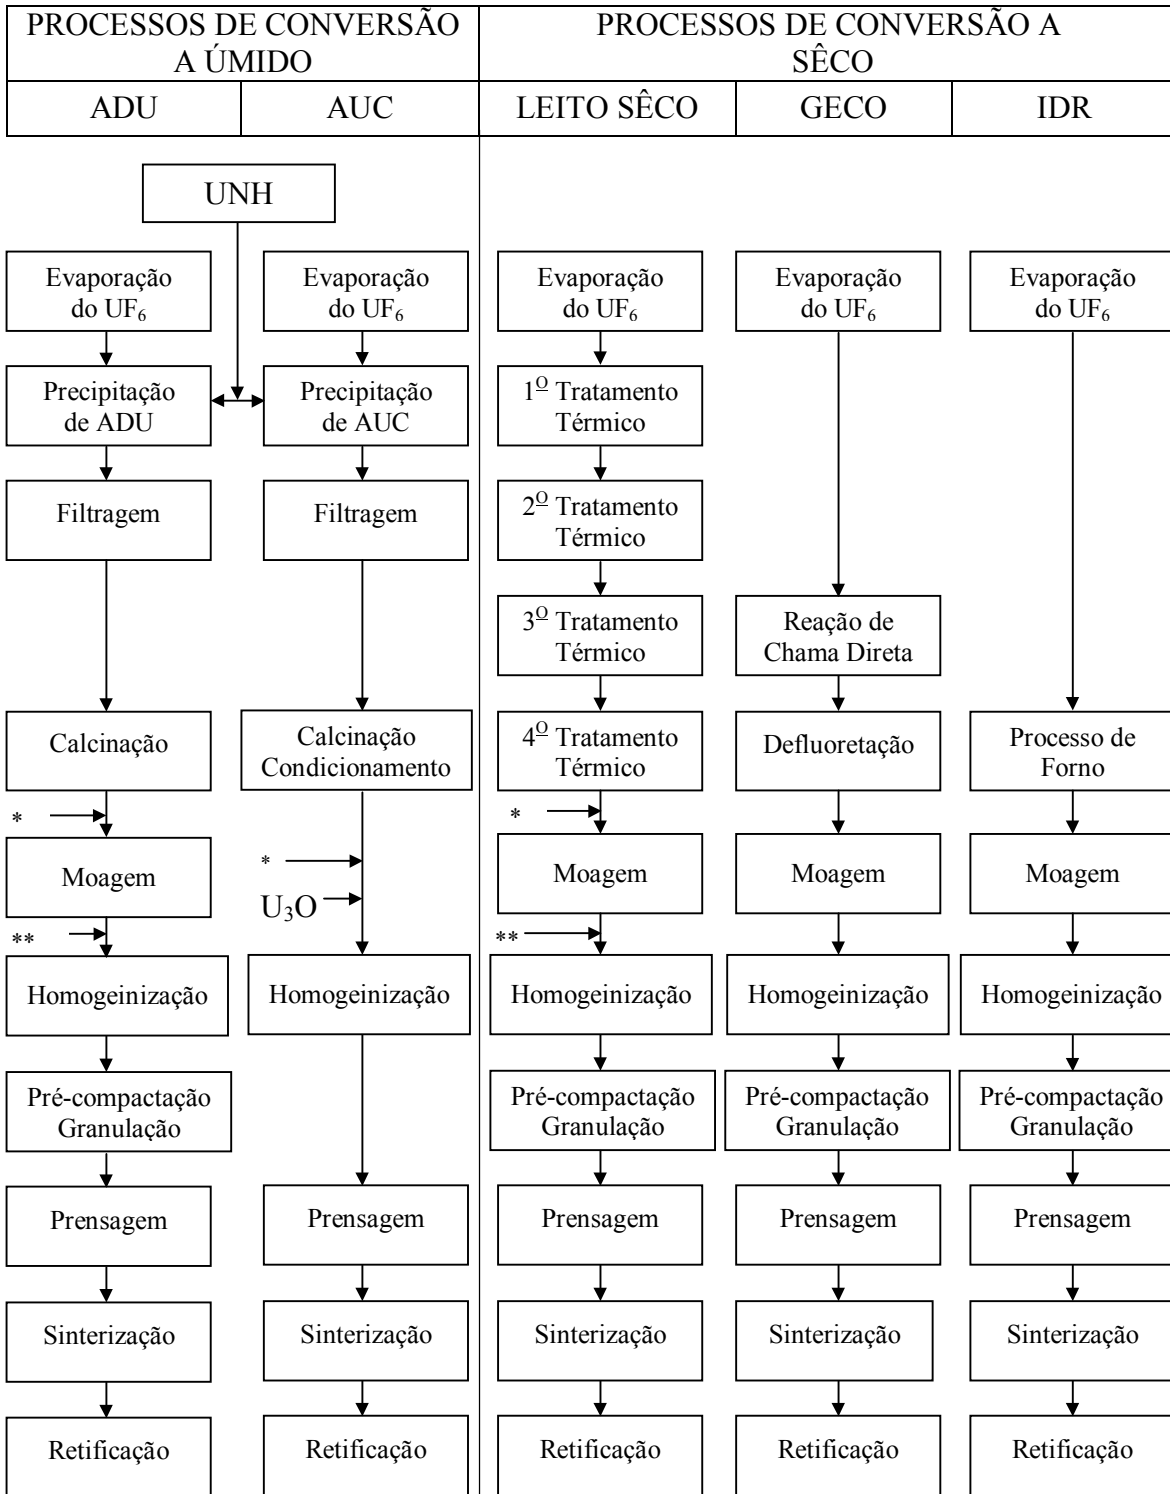 PROCESSOS DE CONVERSÃO
A ÚMIDO
PROCESSOS DE CONVERSÃO A
SÊCO
ADU
AUC
LEITO SÊCO
GECO
IDR
UNH
Evaporação
do UF₆
Evaporação
do UF₆
Evaporação
do UF₆
Evaporação
do UF₆
Evaporação
do UF₆
Precipitação
de ADU
Precipitação
de AUC
1º Tratamento
Térmico
Filtragem
Filtragem
2º Tratamento
Térmico
3º Tratamento
Térmico
Reação de
Chama Direta
Calcinação
Calcinação
Condicionamento
4º Tratamento
Térmico
Defluoretação
Processo de
Forno
*
*
Moagem
*
U₃O
Moagem
Moagem
Moagem
**
**
Homogeinização
Homogeinização
Homogeinização
Homogeinização
Homogeinização
Pré-compactação
Granulação
Pré-compactação
Granulação
Pré-compactação
Granulação
Pré-compactação
Granulação
Prensagem
Prensagem
Prensagem
Prensagem
Prensagem
Sinterização
Sinterização
Sinterização
Sinterização
Sinterização
Retificação
Retificação
Retificação
Retificação
Retificação